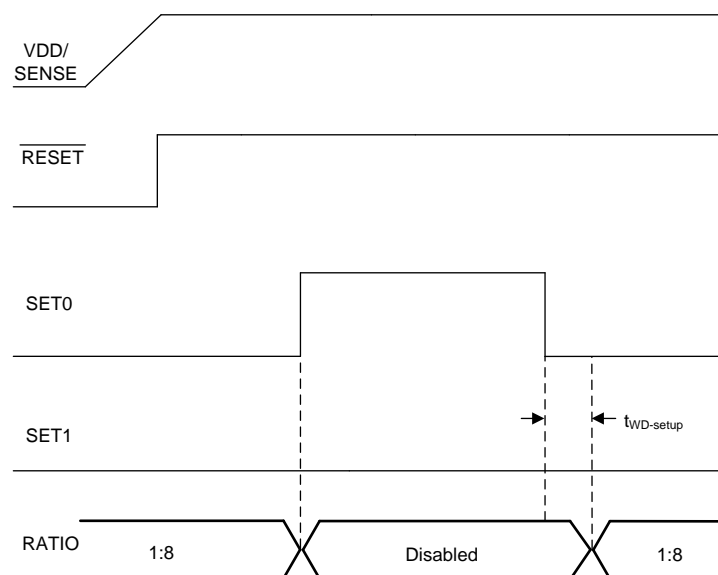 VDD/
SENSE
RESET
SET0
SET1
tWD-setup
RATIO
1:8
Disabled
1:8